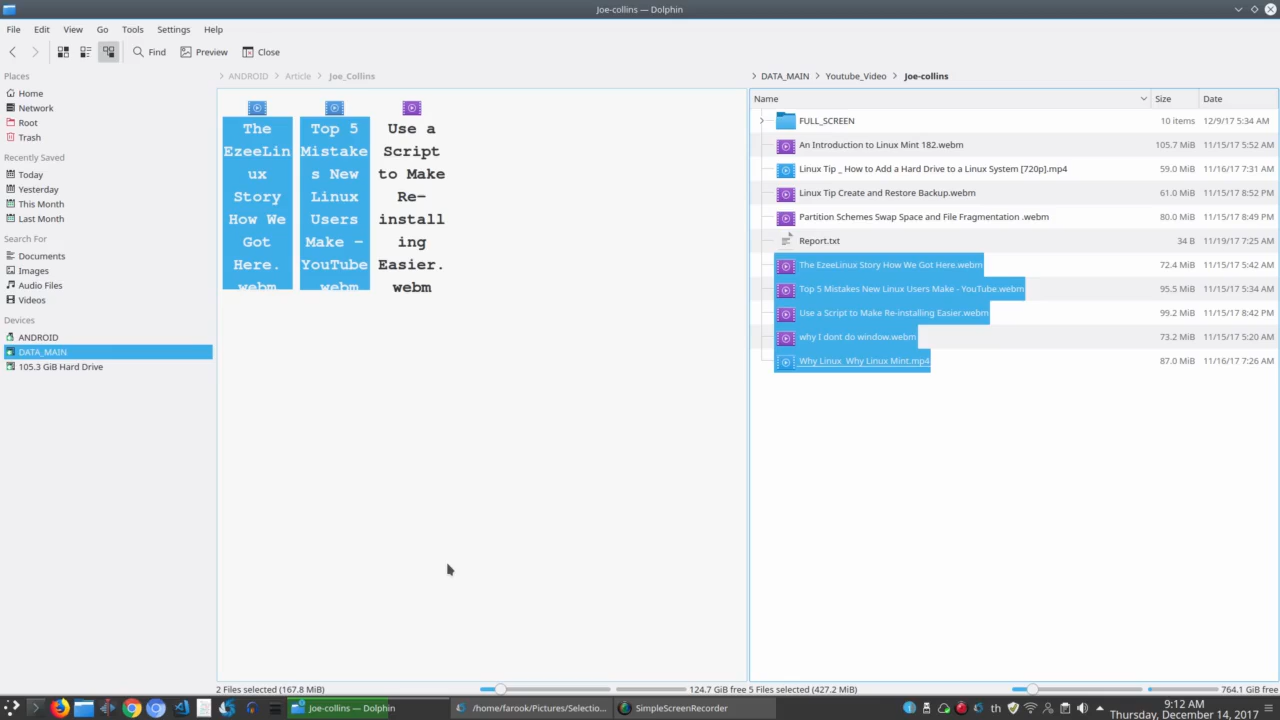 Joe-collins — Dolphin
File Edit View Go Tools Settings Help
Find Preview Close
Places
Home
Network
Root
Trash
Recently Saved
Today
Yesterday
This Month
Last Month
Search For
Documents
Images
Audio Files
Videos
Devices
ANDROID
DATA_MAIN
105.3 GiB Hard Drive
ANDROID > Article > Joe_Collins
The
EzeeLin
ux
Story
How We
Got
Here.
webm
Top 5
Mistake
s New
Linux
Users
Make -
YouTube
.webm
Use a
Script
to Make
Re-
install
ing
Easier.
webm
2 Files selected (167.8 MiB) 124.7 GiB free
DATA_MAIN > Youtube_Video > Joe-collins
Name Size Date
FULL_SCREEN 10 items 12/9/17 5:34 AM
An Introduction to Linux Mint 182.webm 105.7 MiB 11/15/17 5:52 AM
Linux Tip _ How to Add a Hard Drive to a Linux System [720p].mp4 59.0 MiB 11/16/17 7:31 AM
Linux Tip Create and Restore Backup.webm 61.0 MiB 11/15/17 8:52 PM
Partition Schemes Swap Space and File Fragmentation .webm 80.0 MiB 11/15/17 8:49 PM
Report.txt 34 B 11/19/17 7:25 AM
The EzeeLinux Story How We Got Here.webm 72.4 MiB 11/15/17 5:42 AM
Top 5 Mistakes New Linux Users Make - YouTube.webm 95.5 MiB 11/15/17 5:34 AM
Use a Script to Make Re-installing Easier.webm 99.2 MiB 11/15/17 8:42 PM
why I dont do window.webm 73.2 MiB 11/15/17 5:20 AM
Why Linux Why Linux Mint.mp4 87.0 MiB 11/16/17 7:26 AM
5 Files selected (427.2 MiB) 764.1 GiB free
Joe-collins — Dolphin
/home/farook/Pictures/Selectio...
SimpleScreenRecorder
th
9:12 AM
Thursday, December 14, 2017